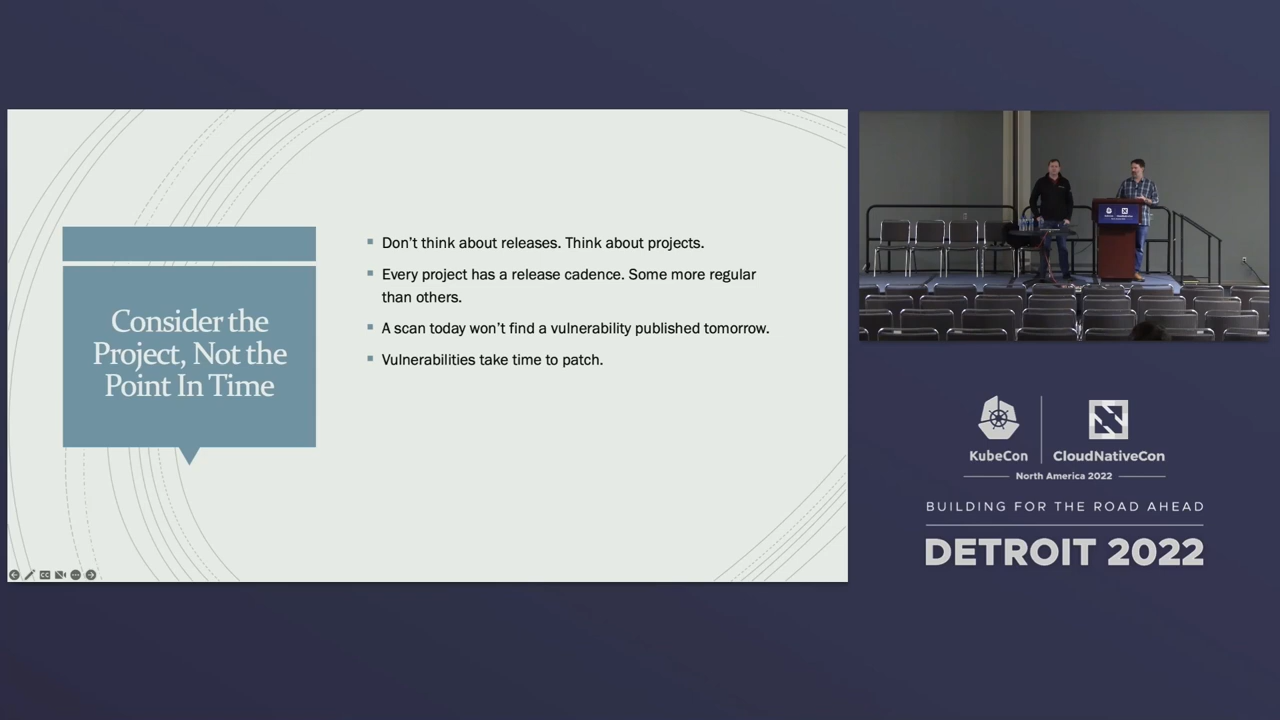 Consider the
Project, Not the
Point In Time
Don’t think about releases. Think about projects.
Every project has a release cadence. Some more regular
than others.
A scan today won’t find a vulnerability published tomorrow.
Vulnerabilities take time to patch.
CC
KubeCon
CloudNativeCon
North America 2022
BUILDING FOR THE ROAD AHEAD
DETROIT 2022